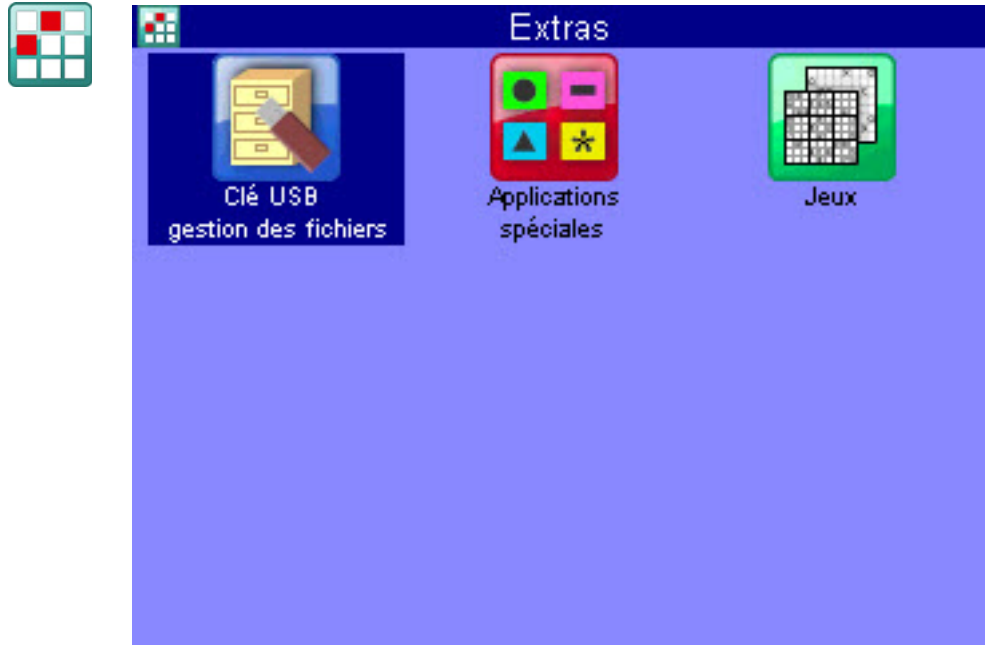 Extras
Clé USB
gestion des fichiers
Applications
spéciales
Jeux